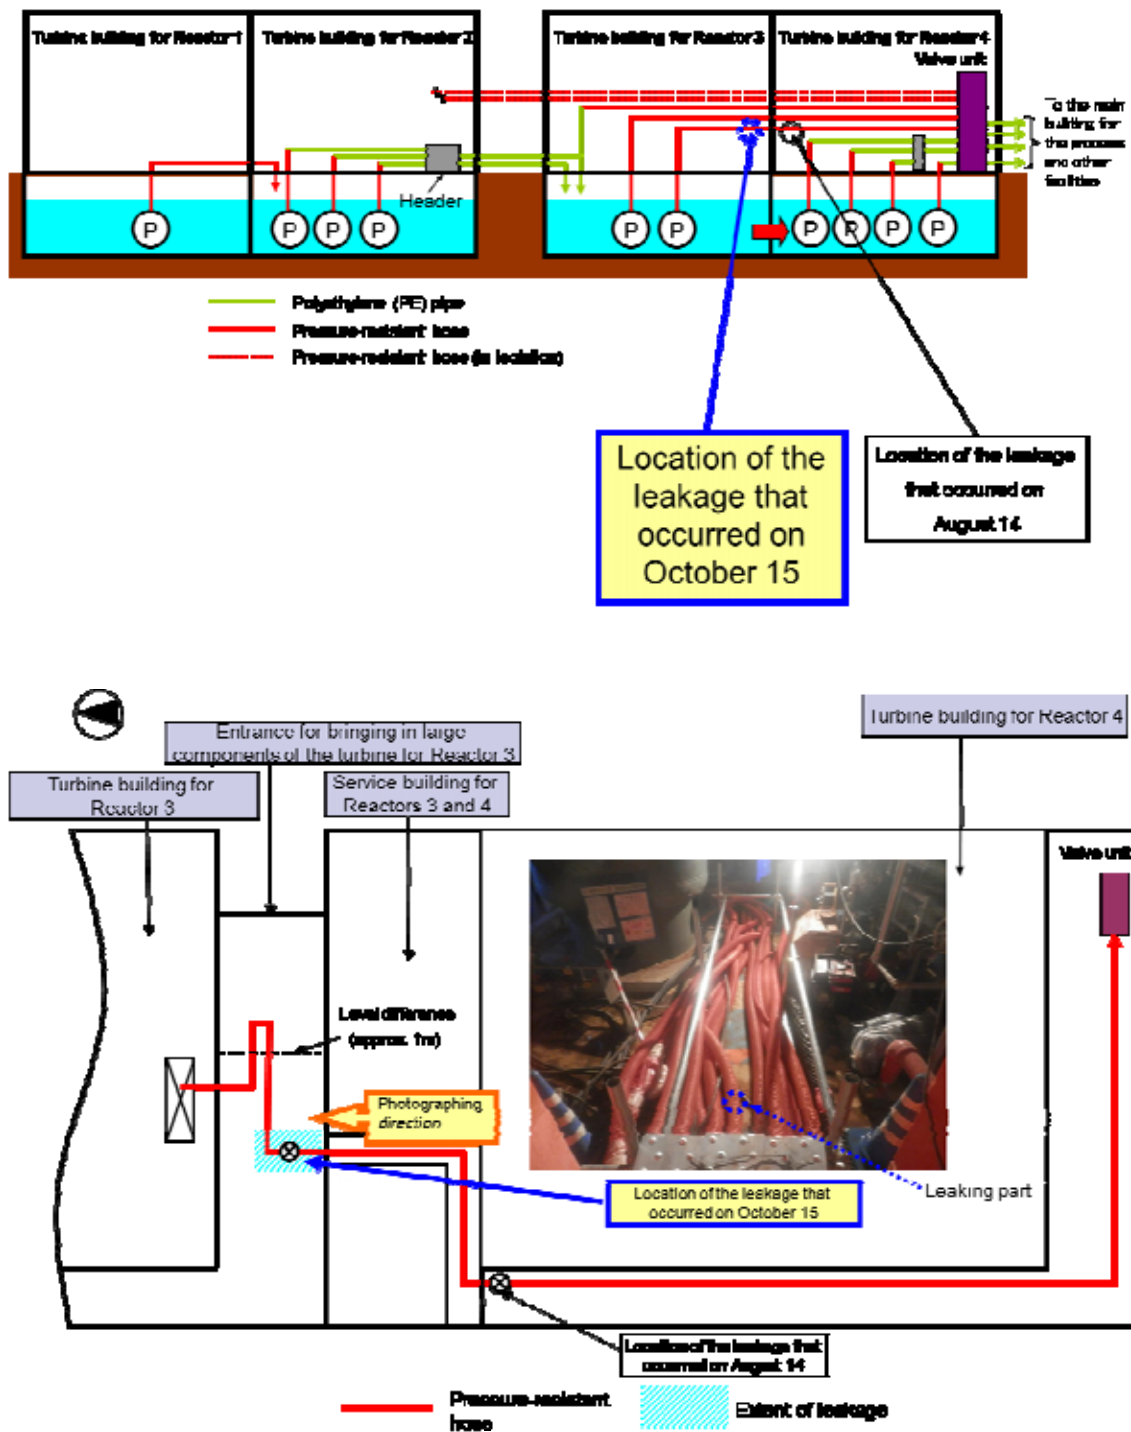 Turbine building for Reactor 1
Turbine building for Reactor 2
Turbine building for Reactor 3
Turbine building for Reactor 4
Valve unit
To the main
building for
the process
and other
facilities
Header
P
P
P
P
P
P
P
P
P
P
Polyethylene (PE) pipe
Pressure-resistant hose
Pressure-resistant hose (in isolation)
Location of the
leakage that
occurred on
October 15
Location of the leakage
that occurred on
August 14
Entrance for bringing in large
components of the turbine for Reactor 3
Turbine building for Reactor 4
Turbine building for
Reactor 3
Service building for
Reactors 3 and 4
Valve unit
Level difference
(approx. 1m)
Photographing
direction
Location of the leakage that
occurred on October 15
Leaking part
Location of the leakage that
occurred on August 14
Pressure-resistant
hose
Extent of leakage